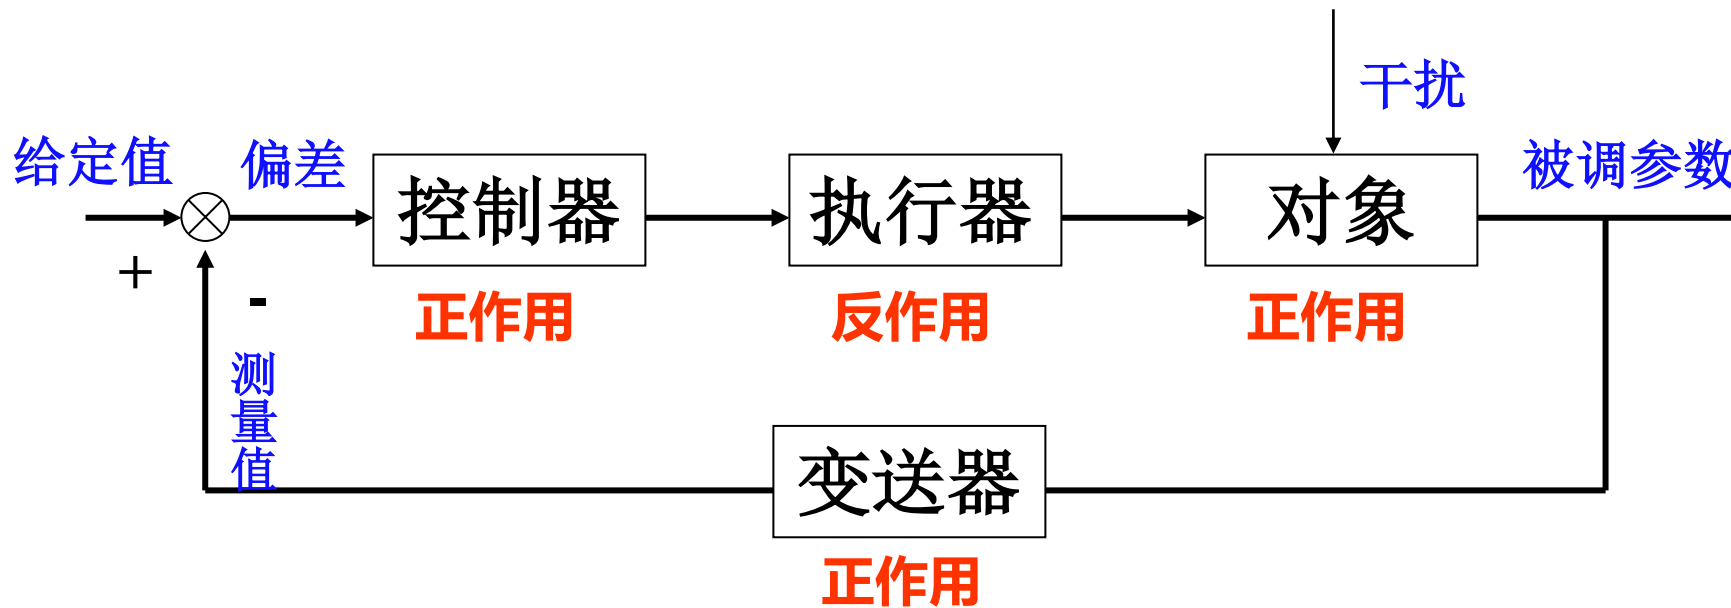 干扰
给定值
偏差
控制器
执行器
对象
被调参数
+
-
正作用
反作用
正作用
测量值
变送器
正作用